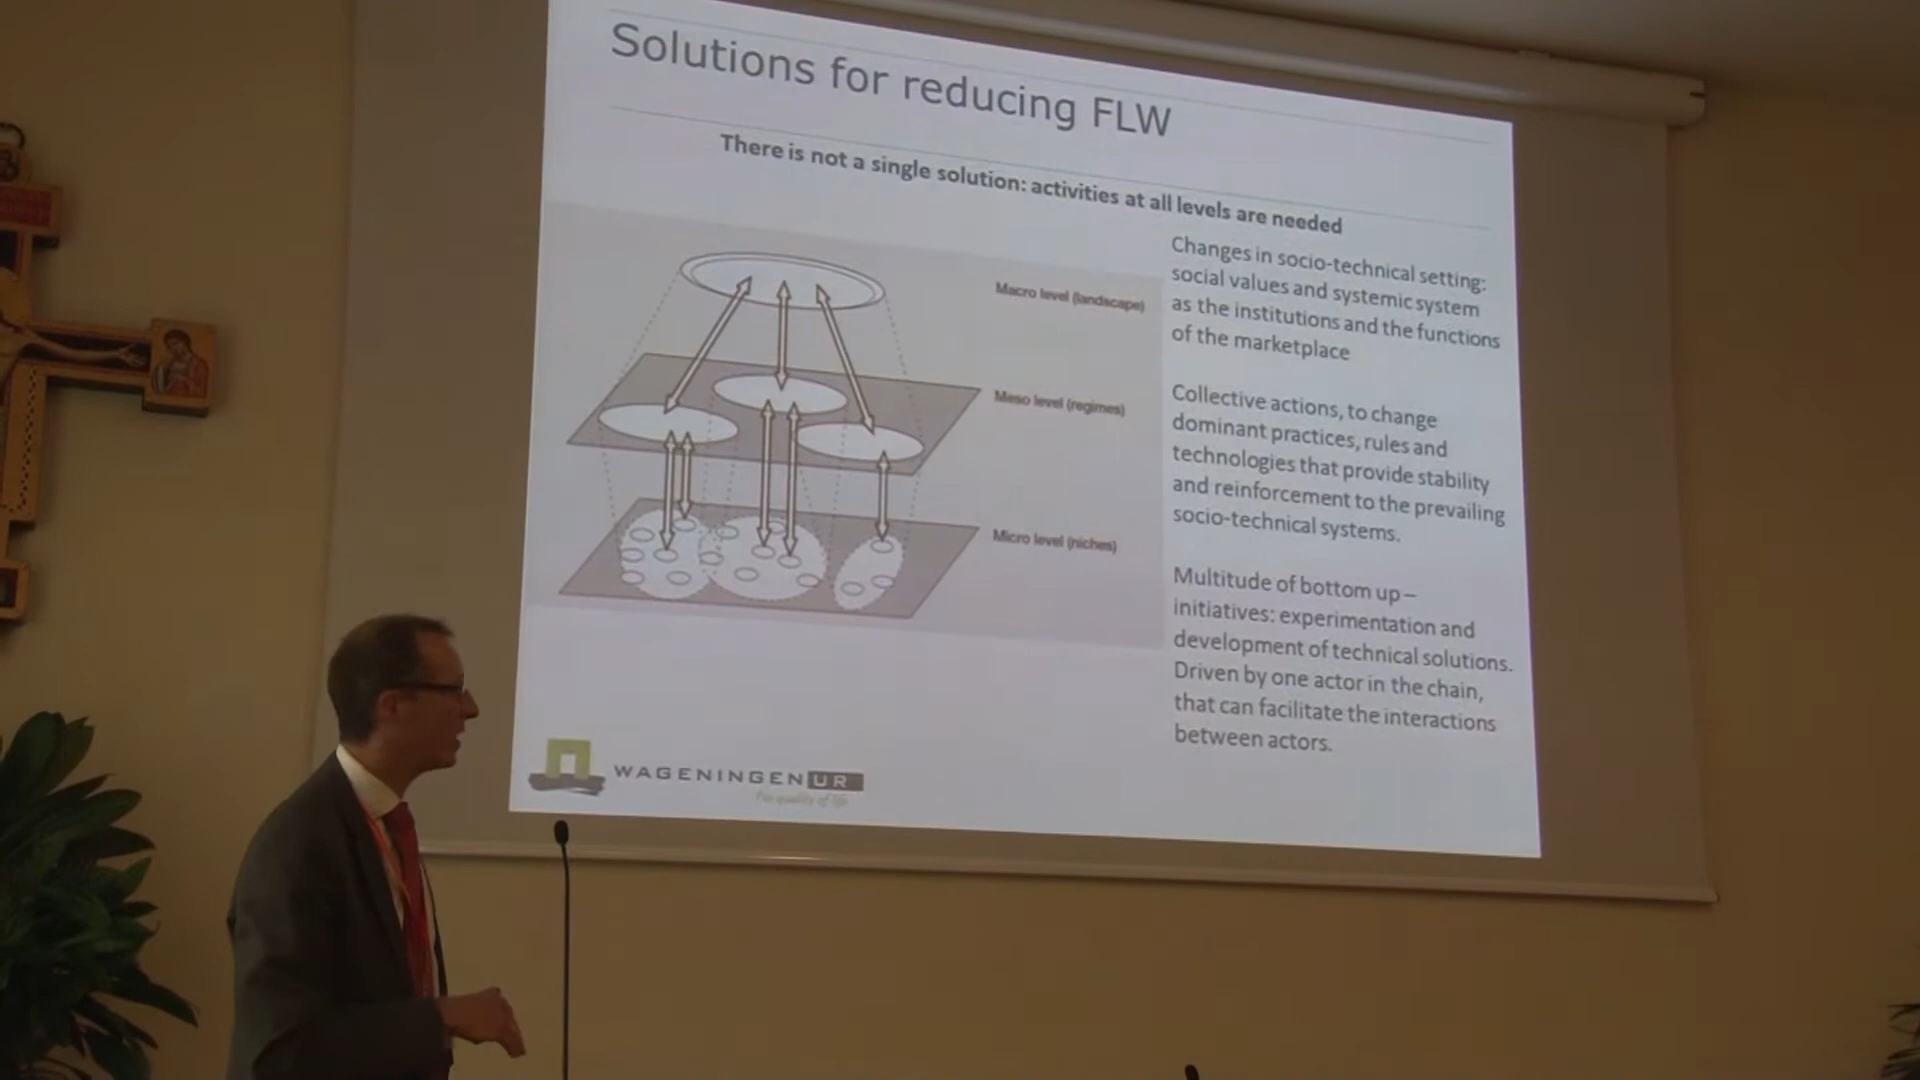 Solutions for reducing FLW
There is not a single solution: activities at all levels are needed
Macro level (landscape)
Changes in socio-technical setting:
social values and systemic system
as the institutions and the functions
of the marketplace
Meso level (regimes)
Collective actions, to change
dominant practices, rules and
technologies that provide stability
and reinforcement to the prevailing
socio-technical systems.
Micro level (niches)
Multitude of bottom up –
initiatives: experimentation and
development of technical solutions.
Driven by one actor in the chain,
that can facilitate the interactions
between actors.
WAGENINGEN UR
For quality of life